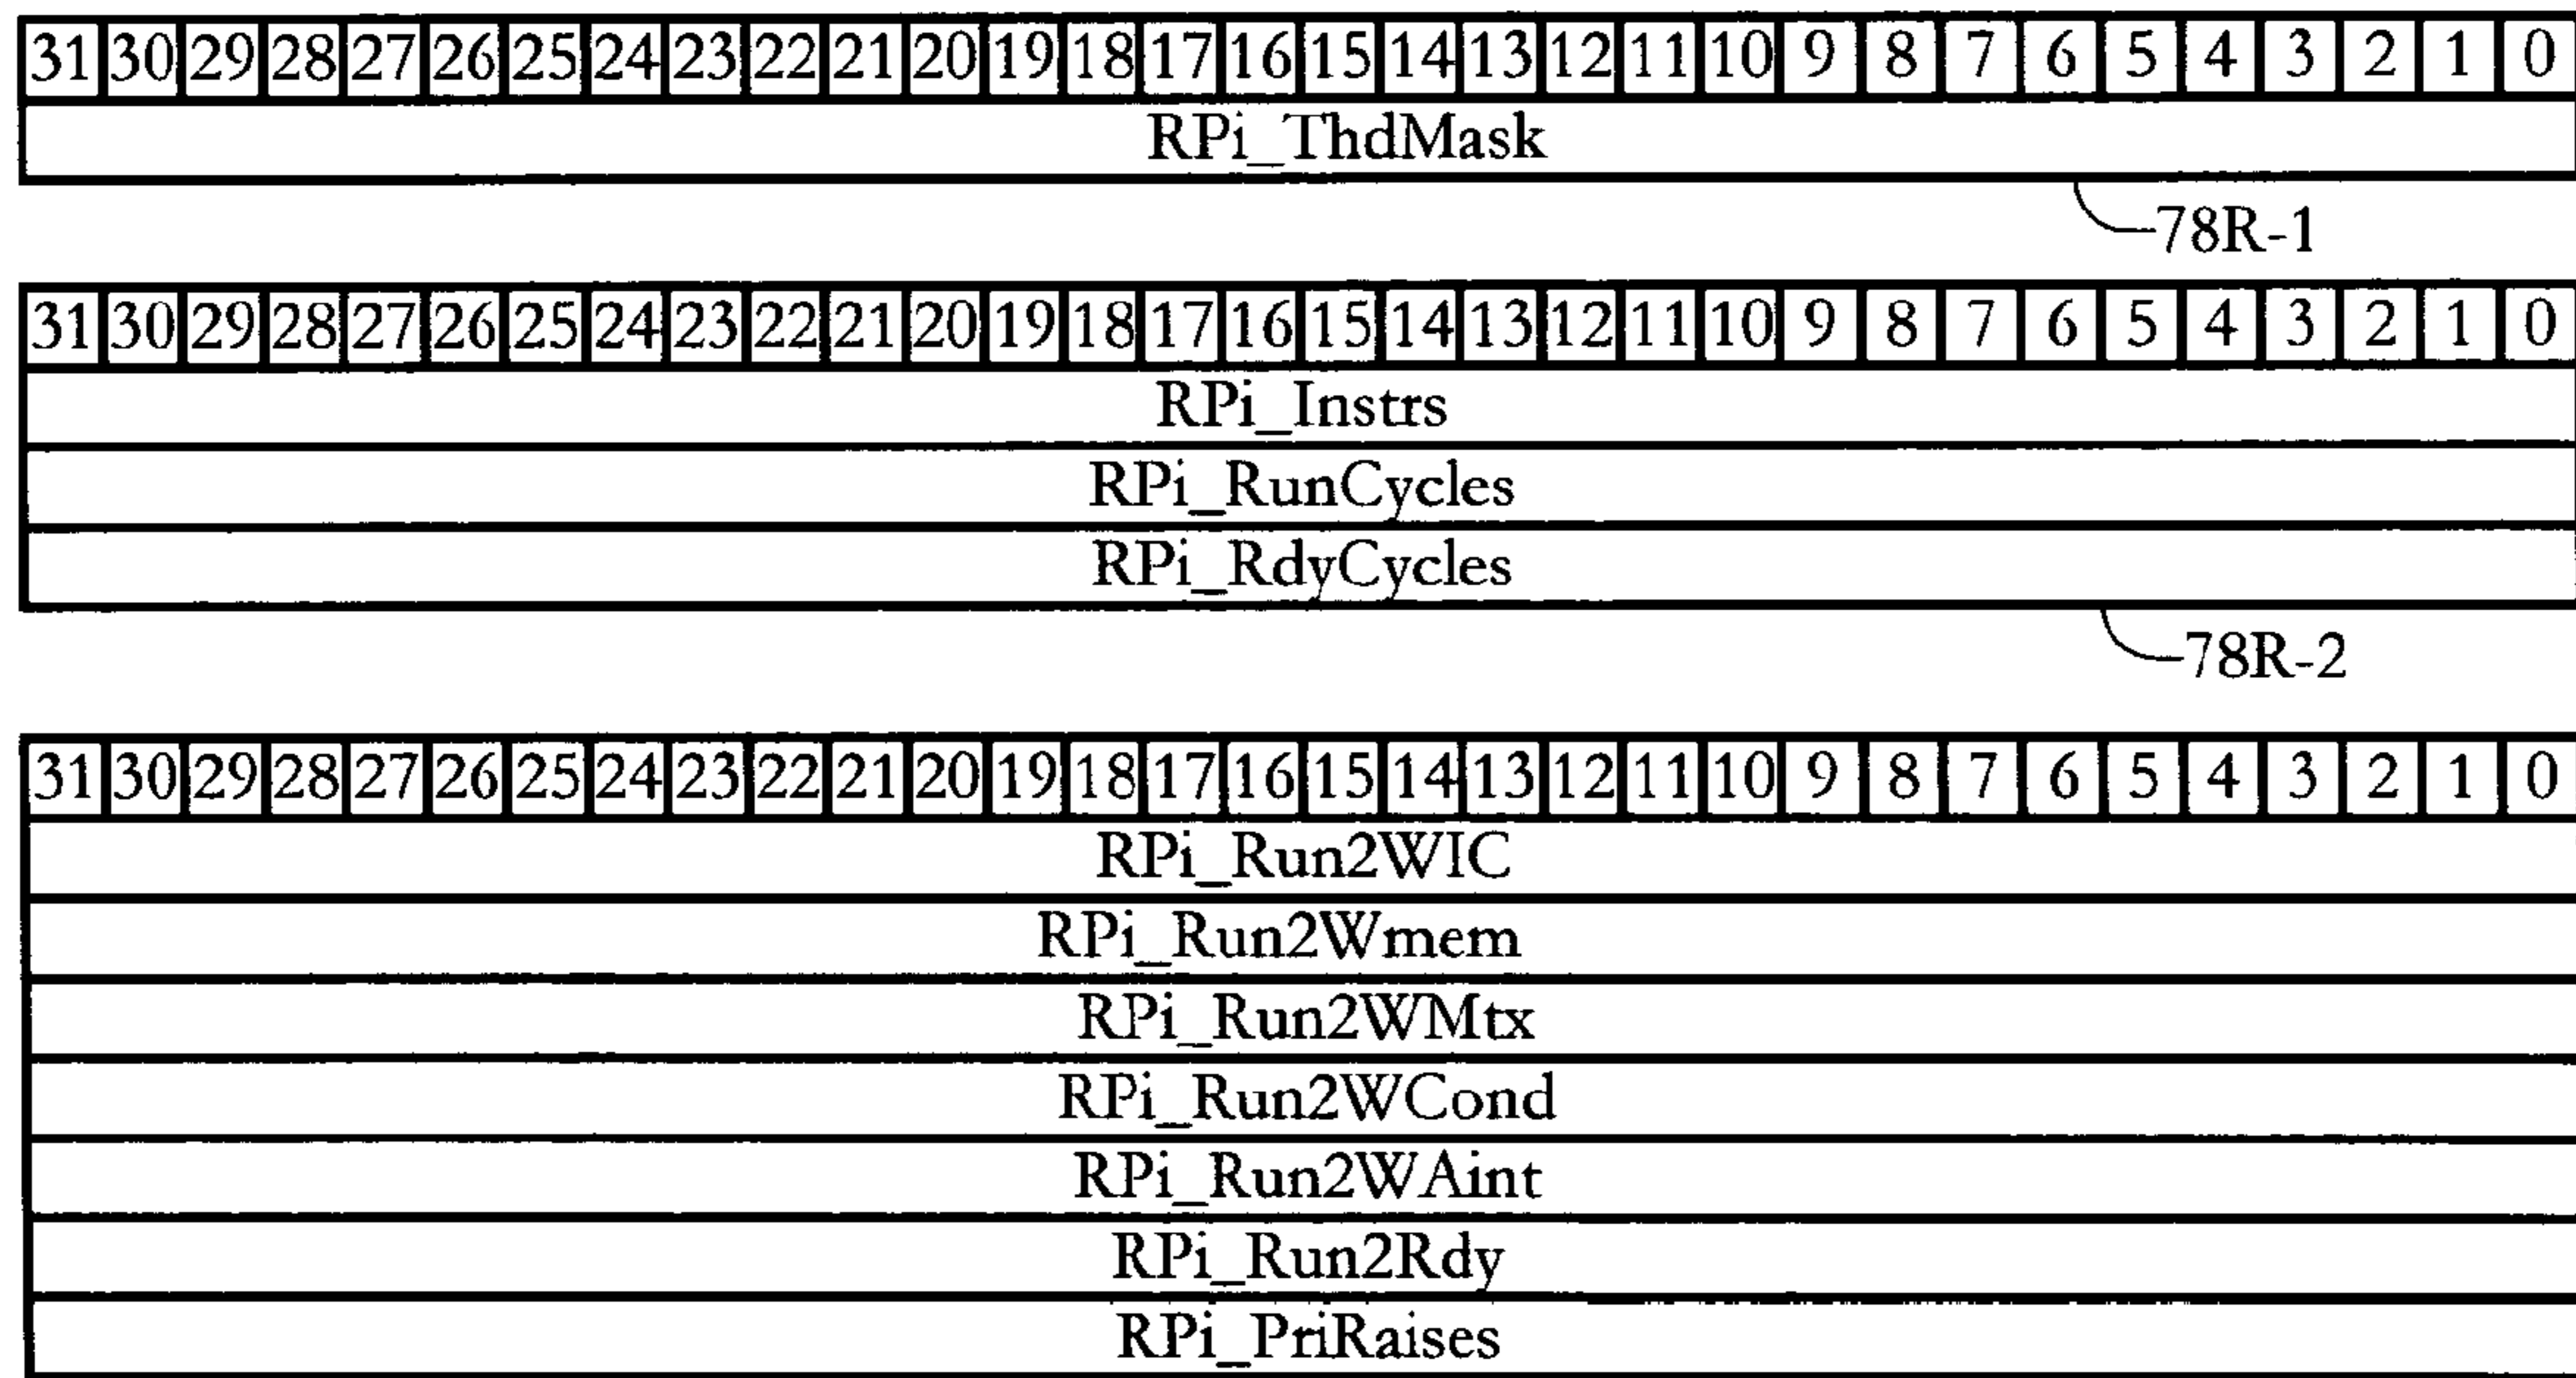 31 30 29 28 27 26 25 24 23 22 21 20 19 18 17 16 15 14 13 12 11 10 9 8 7 6 5 4 3 2 1 0
RPi_ThdMask
78R-1
31 30 29 28 27 26 25 24 23 22 21 20 19 18 17 16 15 14 13 12 11 10 9 8 7 6 5 4 3 2 1 0
RPi_Instrs
RPi_RunCycles
RPi_RdyCycles
78R-2
31 30 29 28 27 26 25 24 23 22 21 20 19 18 17 16 15 14 13 12 11 10 9 8 7 6 5 4 3 2 1 0
RPi_Run2WIC
RPi_Run2Wmem
RPi_Run2WMtx
RPi_Run2WCond
RPi_Run2WAint
RPi_Run2Rdy
RPi_PriRaises